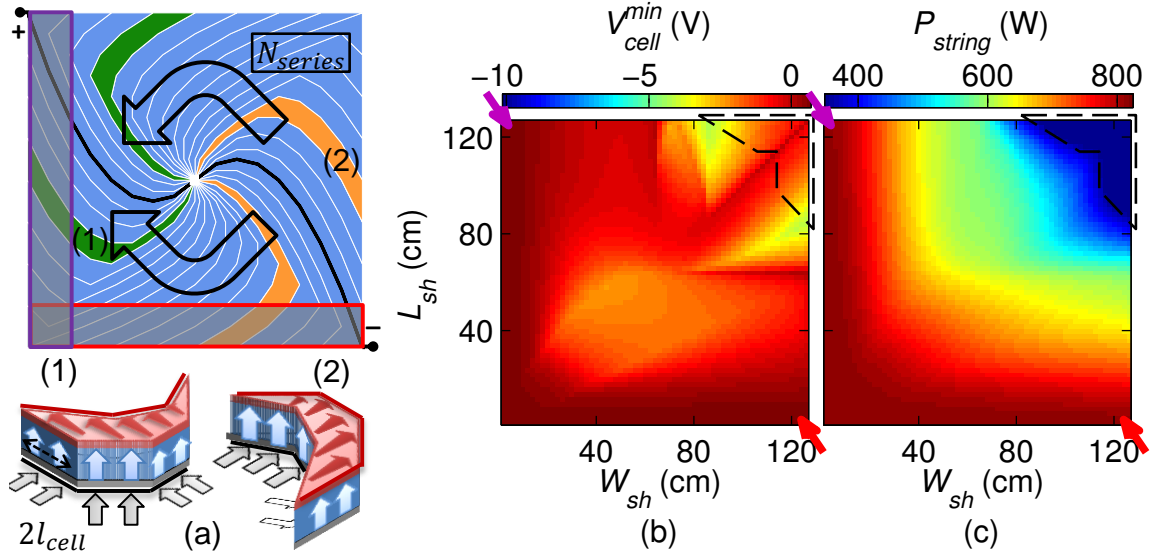 +
N_series
(2)
(1)
−
(1)
(2)
2l_cell
(a)
V_cell^min (V)
−10 −5 0
L_sh (cm)
120
80
40
40 80 120
W_sh (cm)
(b)
P_string (W)
400 600 800
40 80 120
W_sh (cm)
(c)